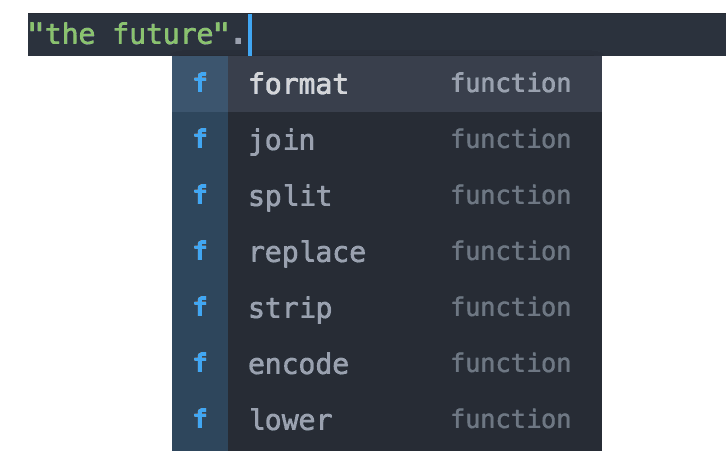 "the future".
f format function
f join function
f split function
f replace function
f strip function
f encode function
f lower function